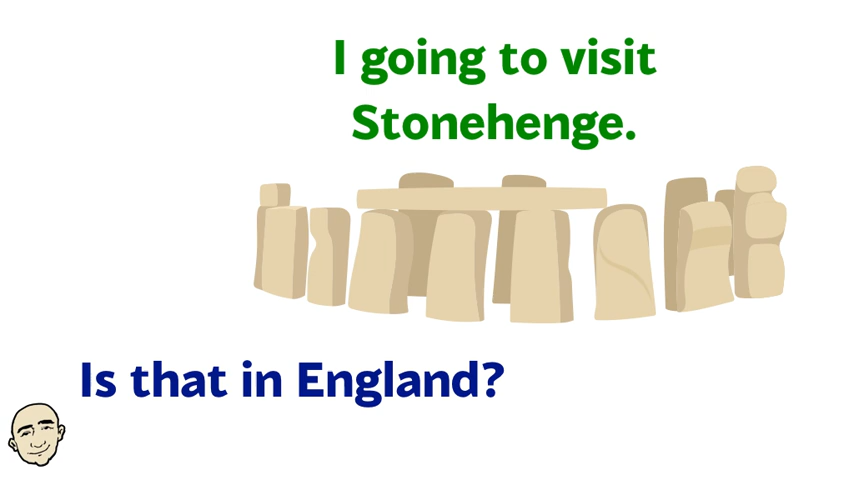 I going to visit
Stonehenge.
Is that in England?